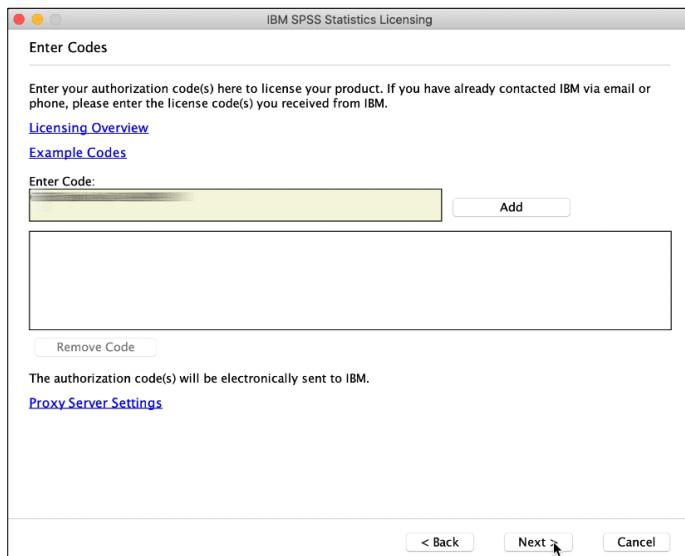 IBM SPSS Statistics Licensing
Enter Codes
Enter your authorization code(s) here to license your product. If you have already contacted IBM via email or
phone, please enter the license code(s) you received from IBM.
Licensing Overview
Example Codes
Enter Code:
Add
Remove Code
The authorization code(s) will be electronically sent to IBM.
Proxy Server Settings
< Back Next > Cancel